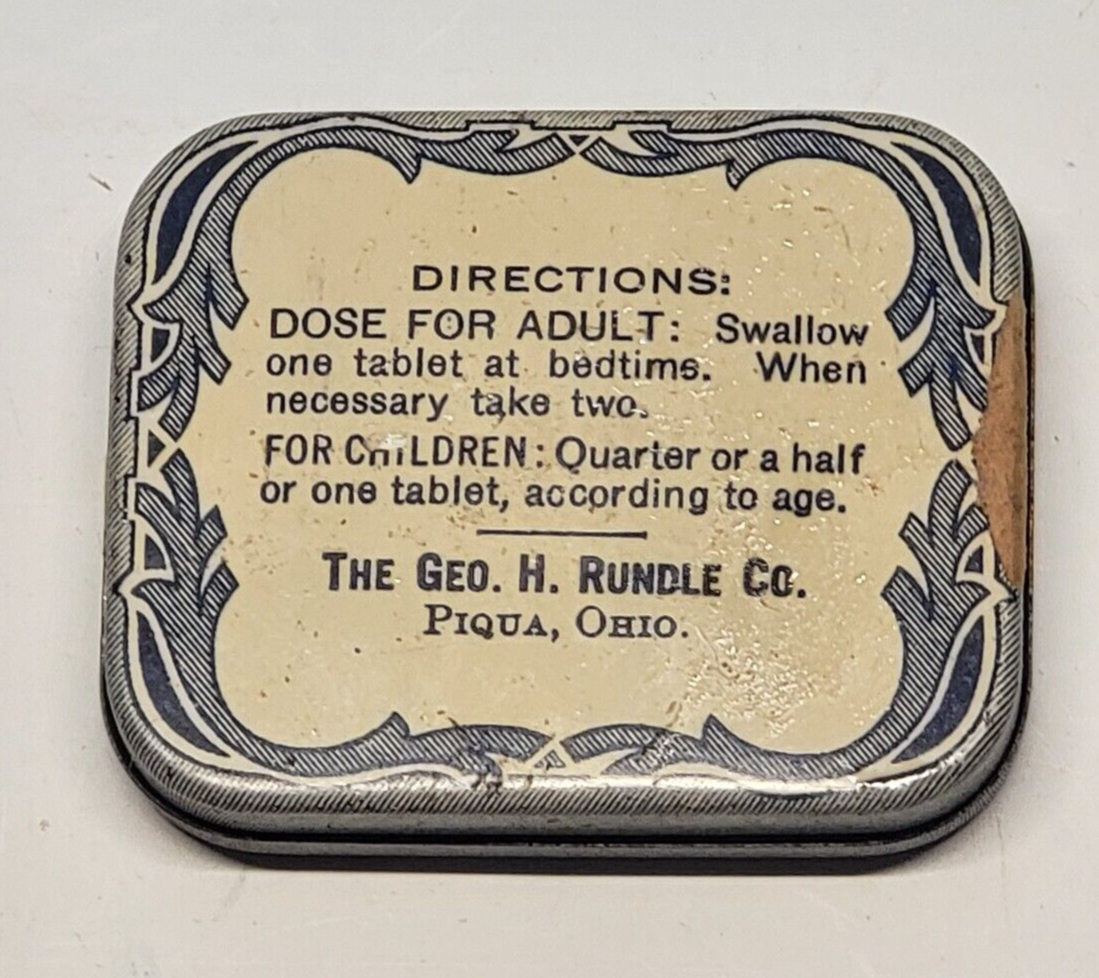 DIRECTIONS:
DOSE FOR ADULT: Swallow
one tablet at bedtime. When
necessary take two.
FOR CHILDREN: Quarter or a half
or one tablet, according to age.
THE GEO. H. RUNDLE CO.
PIQUA, OHIO.